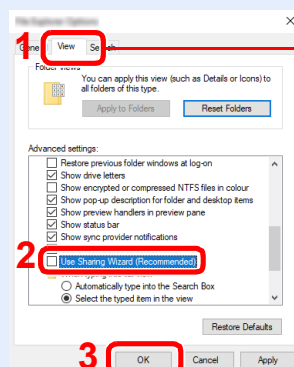 1
View
Folder views
You can apply this view (such as Details or Icons) to
all folders of this type.
Apply to Folders
Reset Folders
Advanced settings:
Restore previous folder windows at log-on
Show drive letters
Show encrypted or compressed NTFS files in colour
Show pop-up description for folder and desktop items
Show preview handlers in preview pane
Show status bar
Show sync provider notifications
2
Use Sharing Wizard (Recommended)
Automatically type into the Search Box
Select the typed item in the view
Restore Defaults
3
OK
Cancel
Apply